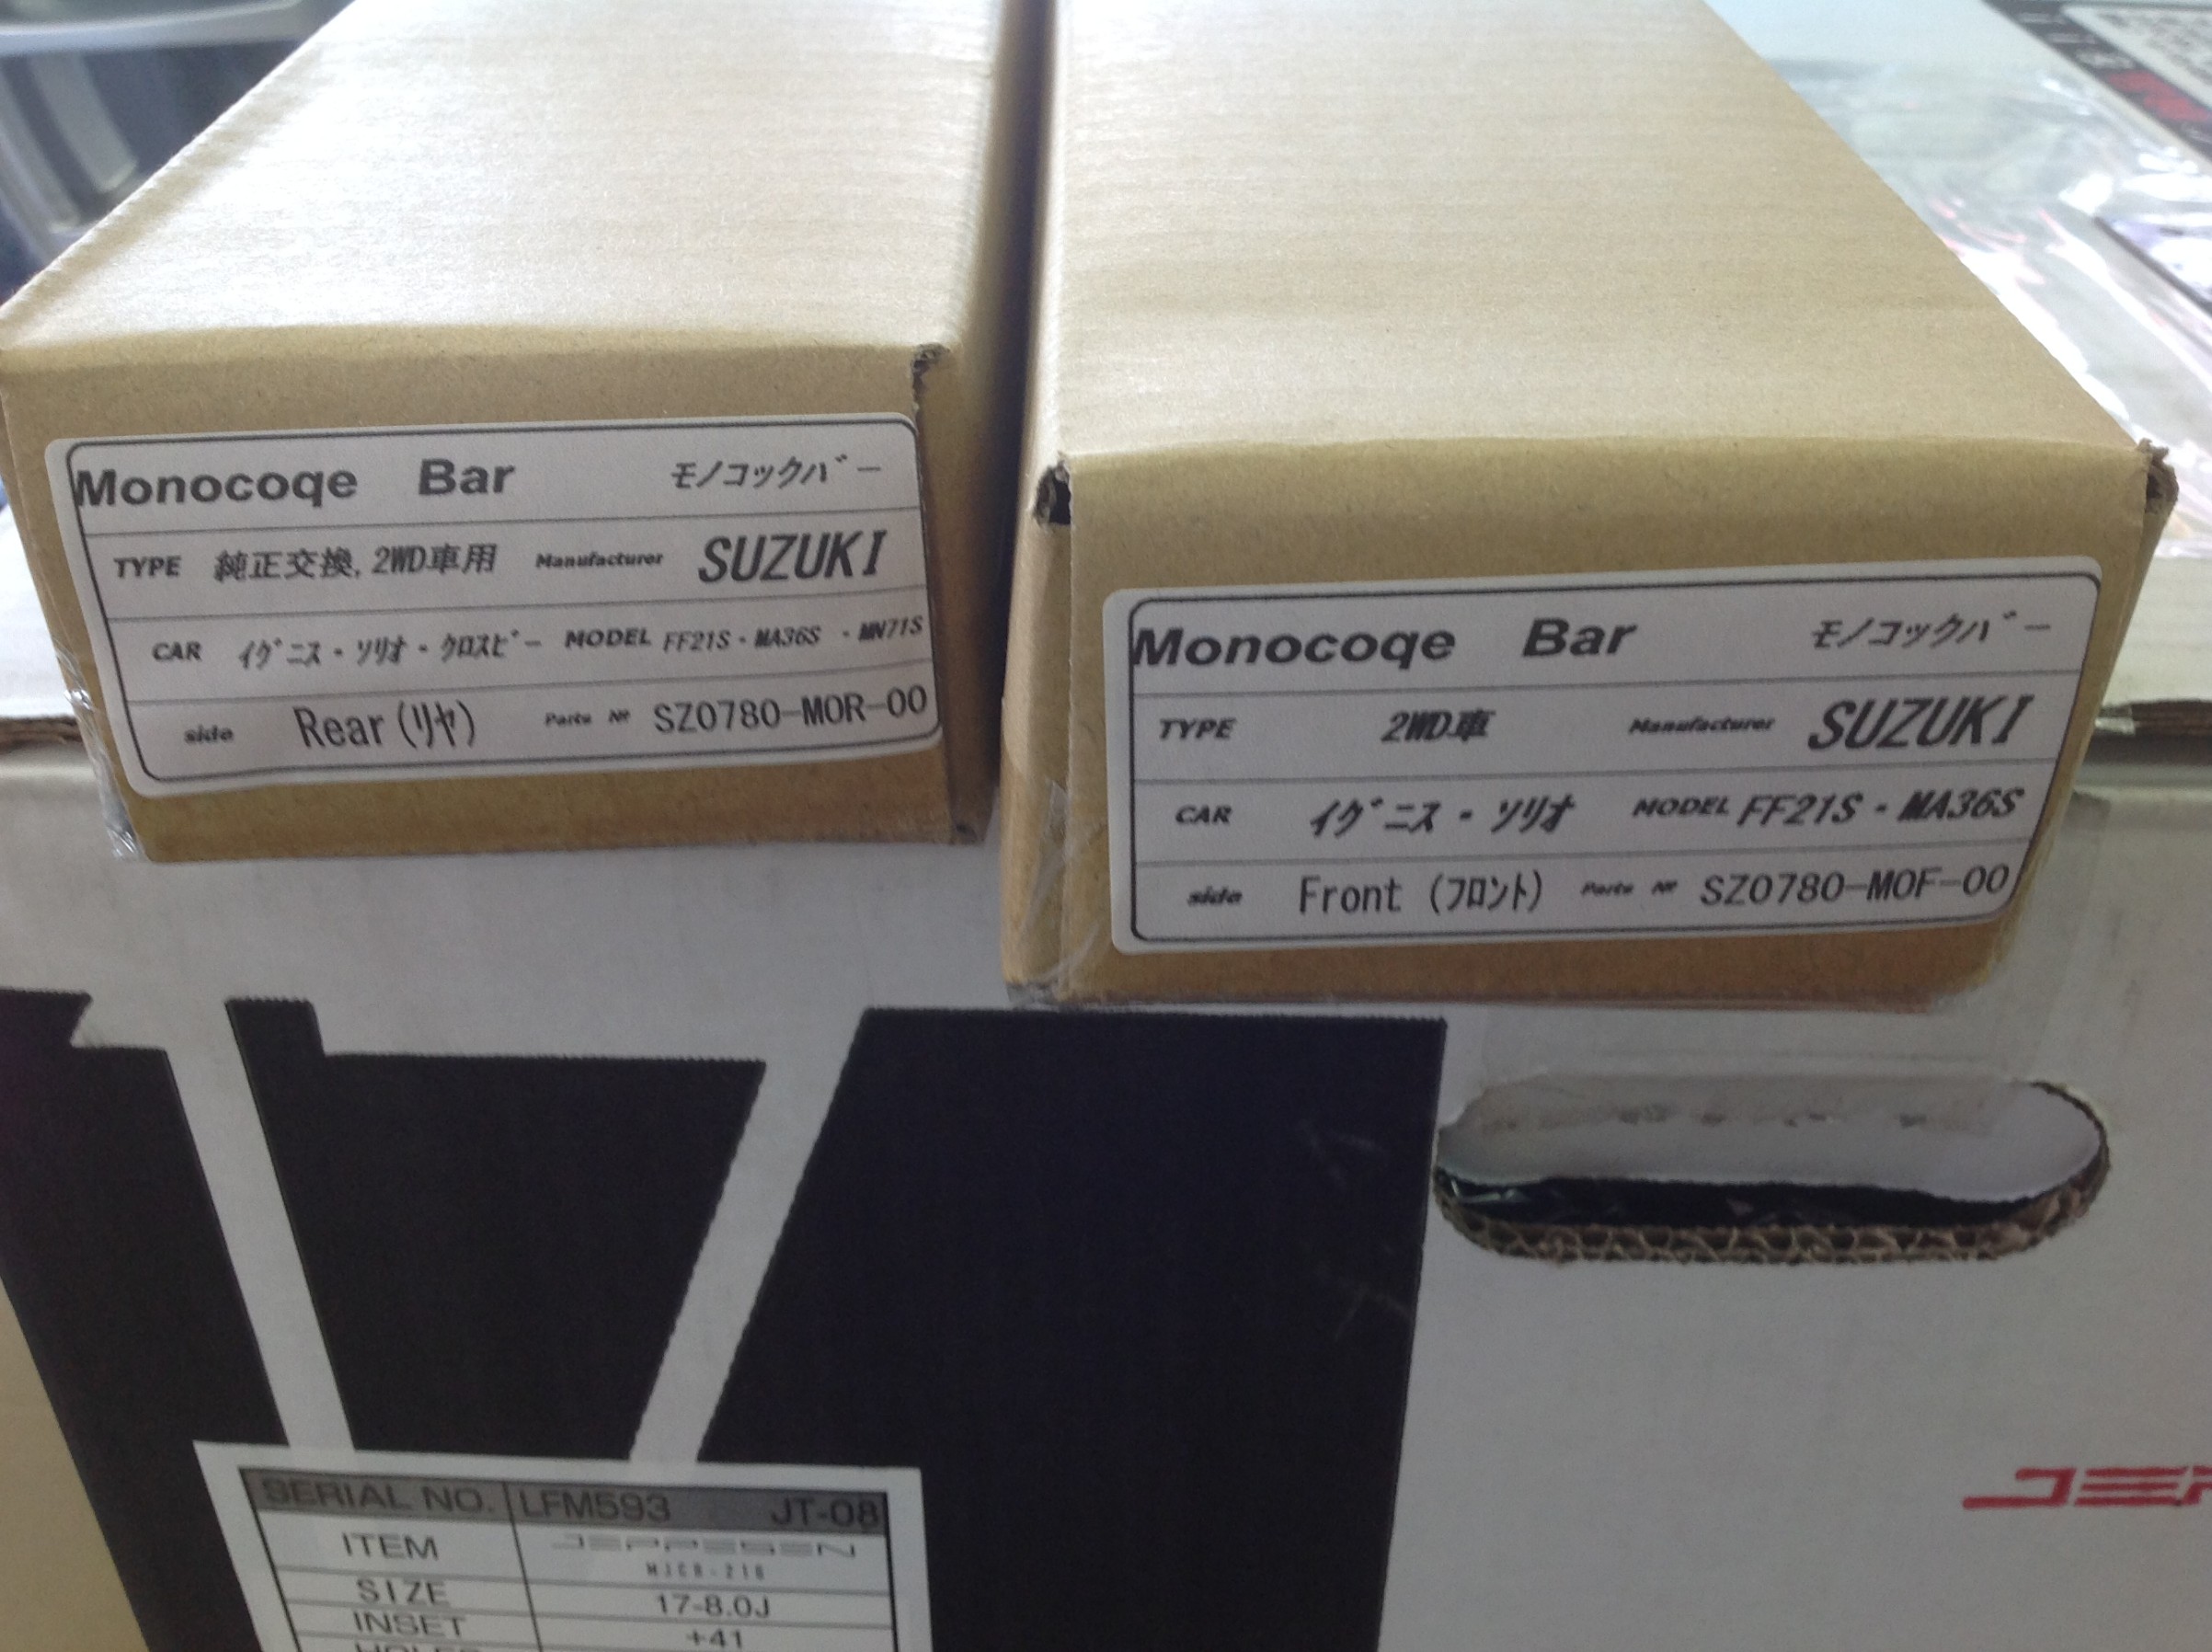 Monocoqe Bar ﾓﾉｺｯｸﾊﾞｰ
TYPE 純正交換, 2WD車用 Manufacturer SUZUKI
CAR ｲｸﾞﾆｽ・ｿﾘｵ・ｸﾛｽﾋﾞｰ MODEL FF21S・MA36S・MN71S
side Rear (ﾘﾔ) Parts № SZ0780-MOR-00
Monocoqe Bar ﾓﾉｺｯｸﾊﾞｰ
TYPE 2WD車 Manufacturer SUZUKI
CAR ｲｸﾞﾆｽ・ｿﾘｵ MODEL FF21S・MA36S
side Front (ﾌﾛﾝﾄ) Parts № SZ0780-MOF-00
SERIAL NO. LFM593 JT-08
ITEM JEPPESEN
SIZE 17-8.0J
INSET +41